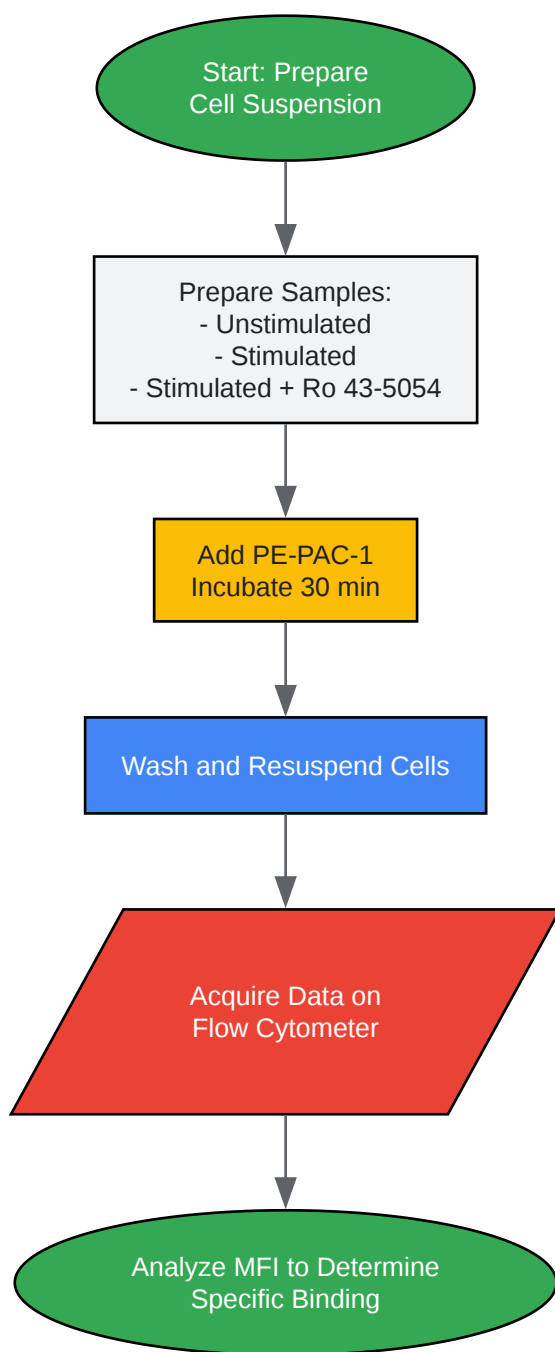 Start: Prepare
Cell Suspension
Prepare Samples:
- Unstimulated
- Stimulated
- Stimulated + Ro 43-5054
Add PE-PAC-1
Incubate 30 min
Wash and Resuspend Cells
Acquire Data on
Flow Cytometer
Analyze MFI to Determine
Specific Binding